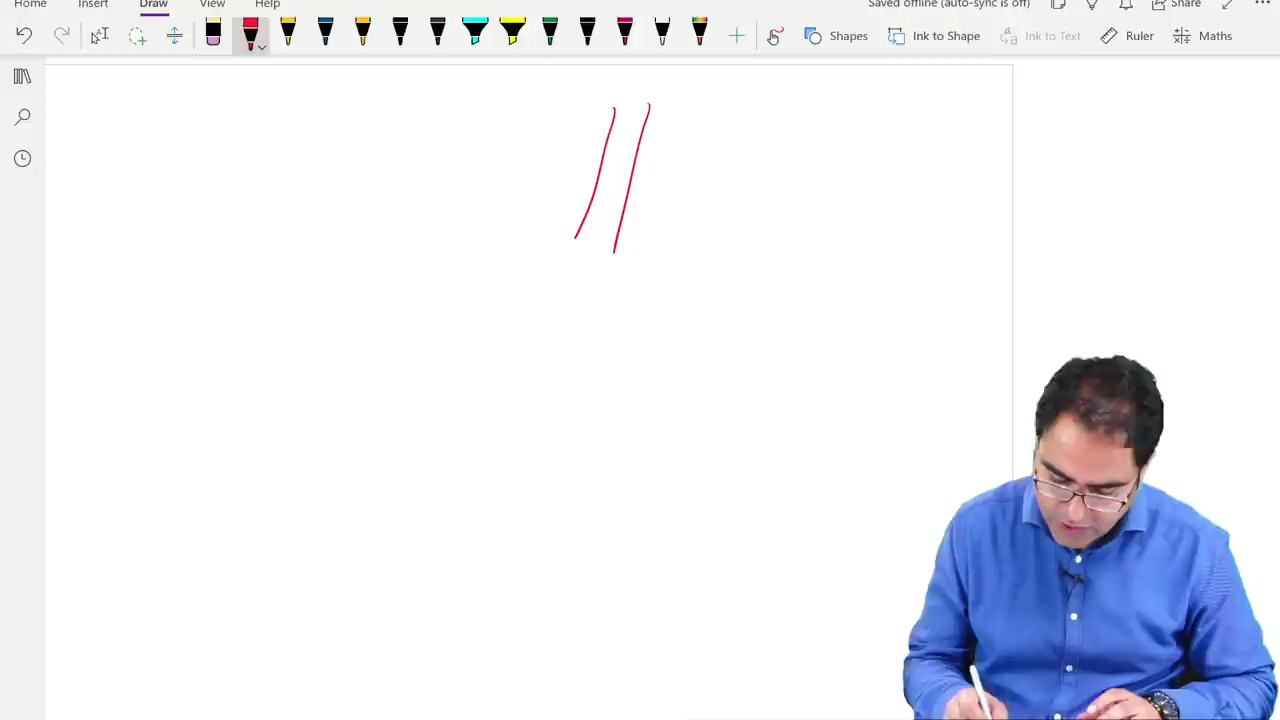 Home Insert Draw View Help Saved offline (auto-sync is off) Share
Shapes Ink to Shape Ink to Text Ruler Maths